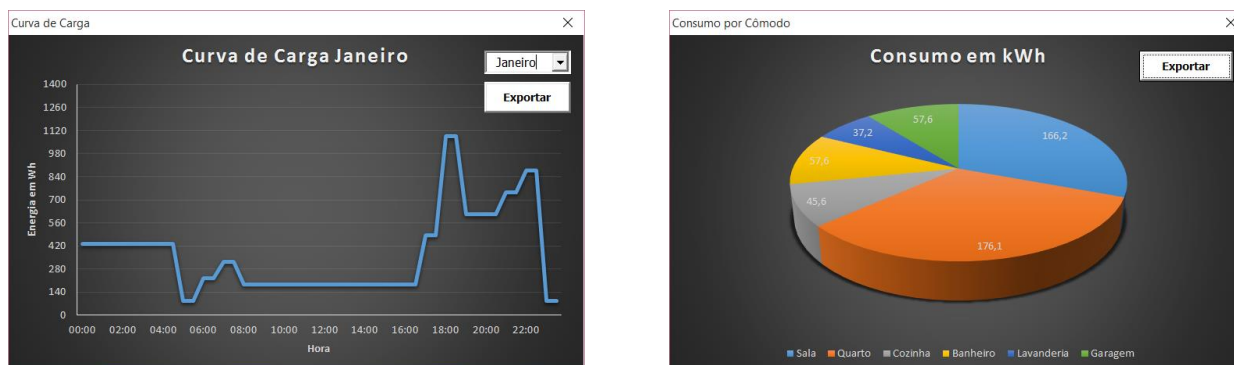 Curva de Carga
Curva de Carga Janeiro
Janeiro
Exportar
1400
1260
1120
980
840
700
560
420
280
140
0
Energia em Wh
00:00 02:00 04:00 06:00 08:00 10:00 12:00 14:00 16:00 18:00 20:00 22:00
Hora
Consumo por Cômodo
Consumo em kWh
Exportar
57,6
166,2
37,2
57,6
45,6
176,1
Sala Quarto Cozinha Banheiro Lavanderia Garagem